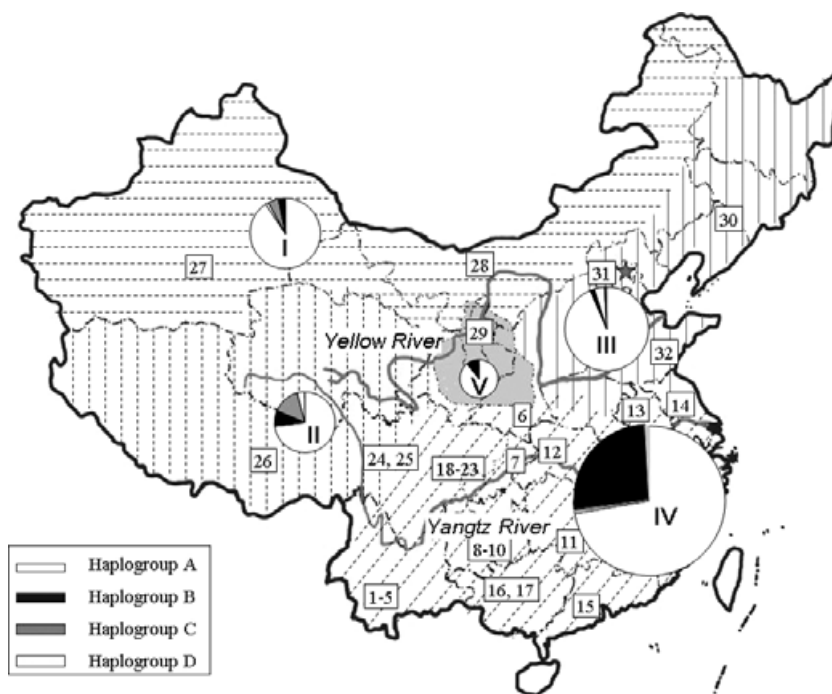 30
I
28
31
27
III
29
Yellow River
32
V
13
14
6
II
12
24, 25
18-23
7
26
IV
Yangtz River
11
8-10
16, 17
1-5
15
Haplogroup A
Haplogroup B
Haplogroup C
Haplogroup D